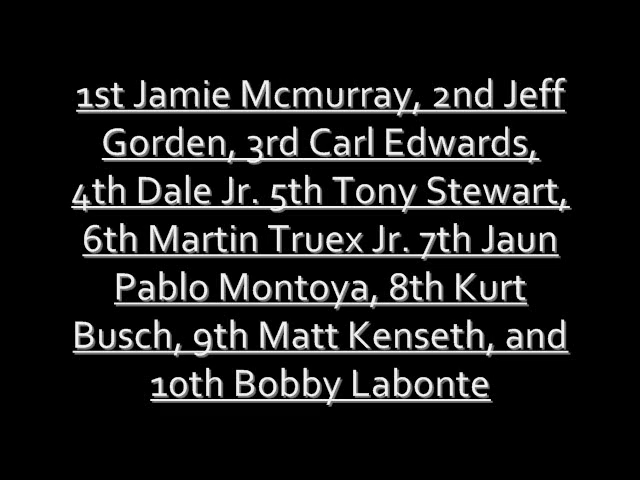 1st Jamie Mcmurray, 2nd Jeff
Gorden, 3rd Carl Edwards,
4th Dale Jr. 5th Tony Stewart,
6th Martin Truex Jr. 7th Jaun
Pablo Montoya, 8th Kurt
Busch, 9th Matt Kenseth, and
10th Bobby Labonte